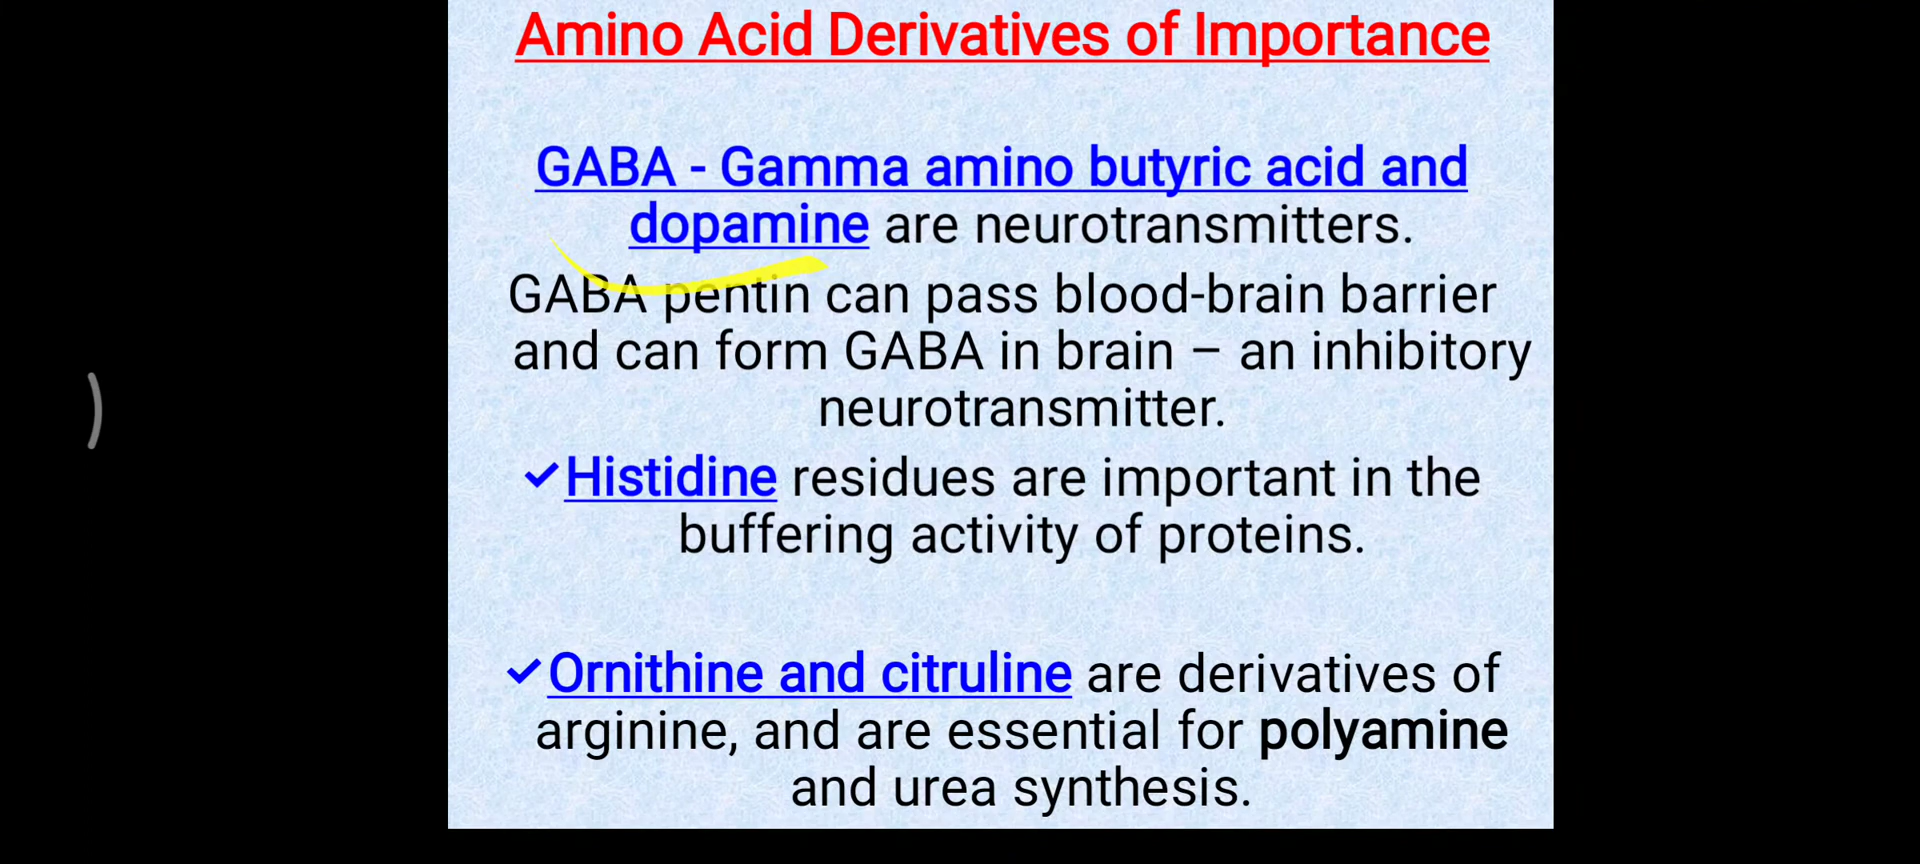 Amino Acid Derivatives of Importance
GABA - Gamma amino butyric acid and
dopamine are neurotransmitters.
GABA pentin can pass blood-brain barrier
and can form GABA in brain – an inhibitory
neurotransmitter.
✓Histidine residues are important in the
buffering activity of proteins.
✓Ornithine and citruline are derivatives of
arginine, and are essential for polyamine
and urea synthesis.